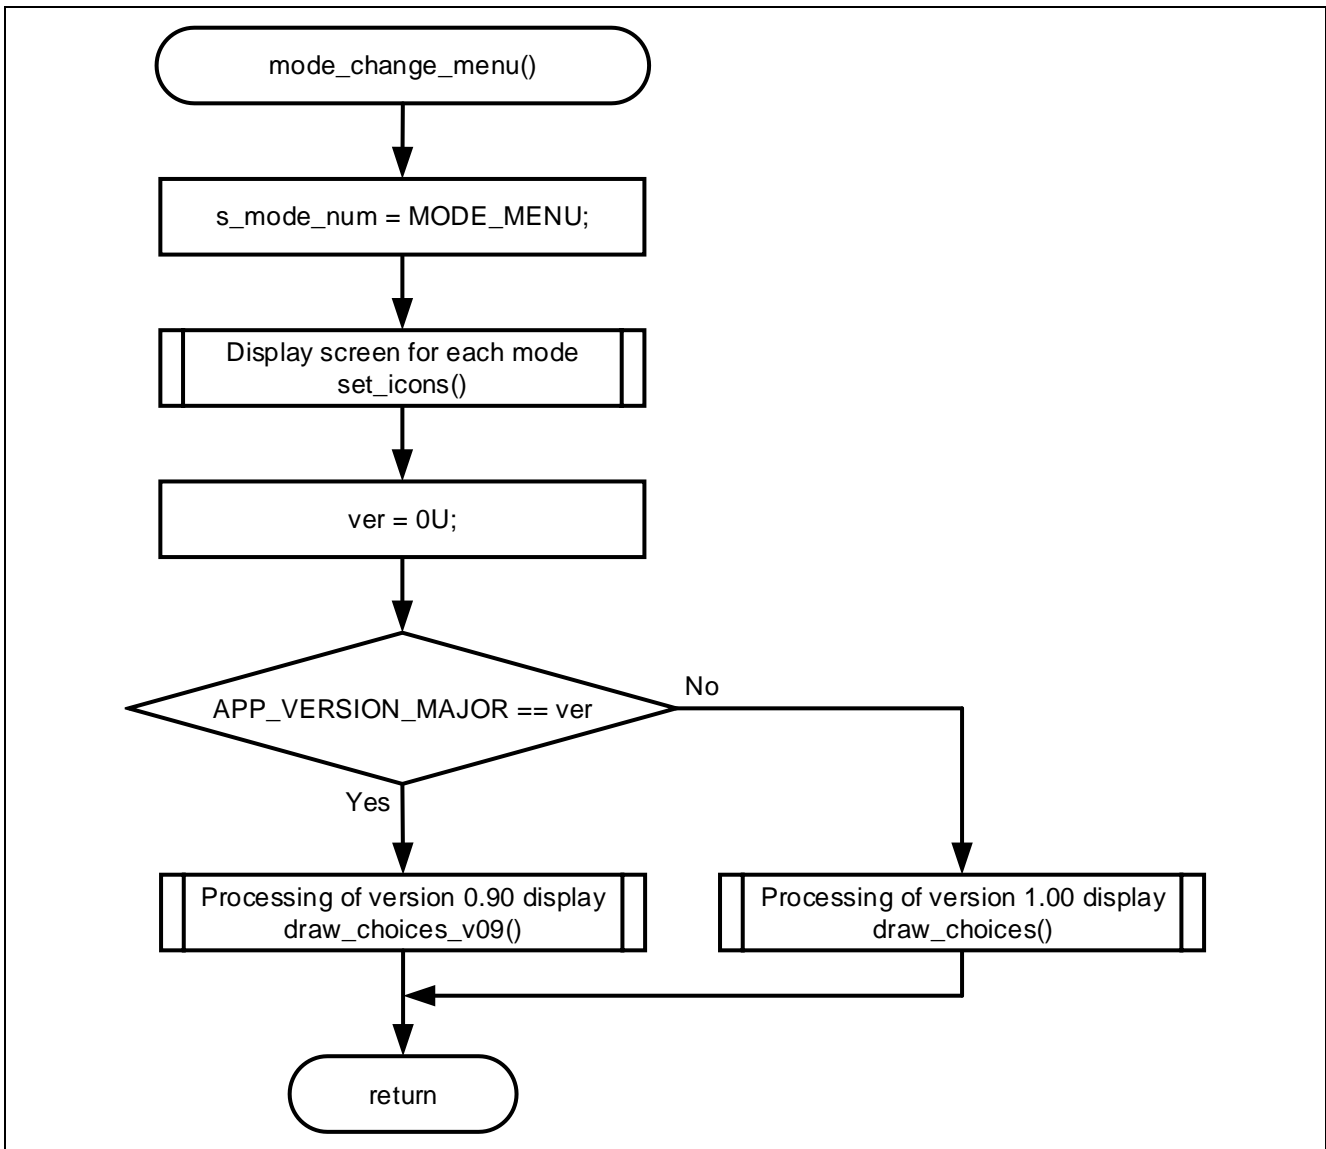 mode_change_menu()
s_mode_num = MODE_MENU;
Display screen for each mode
set_icons()
ver = 0U;
APP_VERSION_MAJOR == ver
No
Yes
Processing of version 0.90 display
draw_choices_v09()
Processing of version 1.00 display
draw_choices()
return